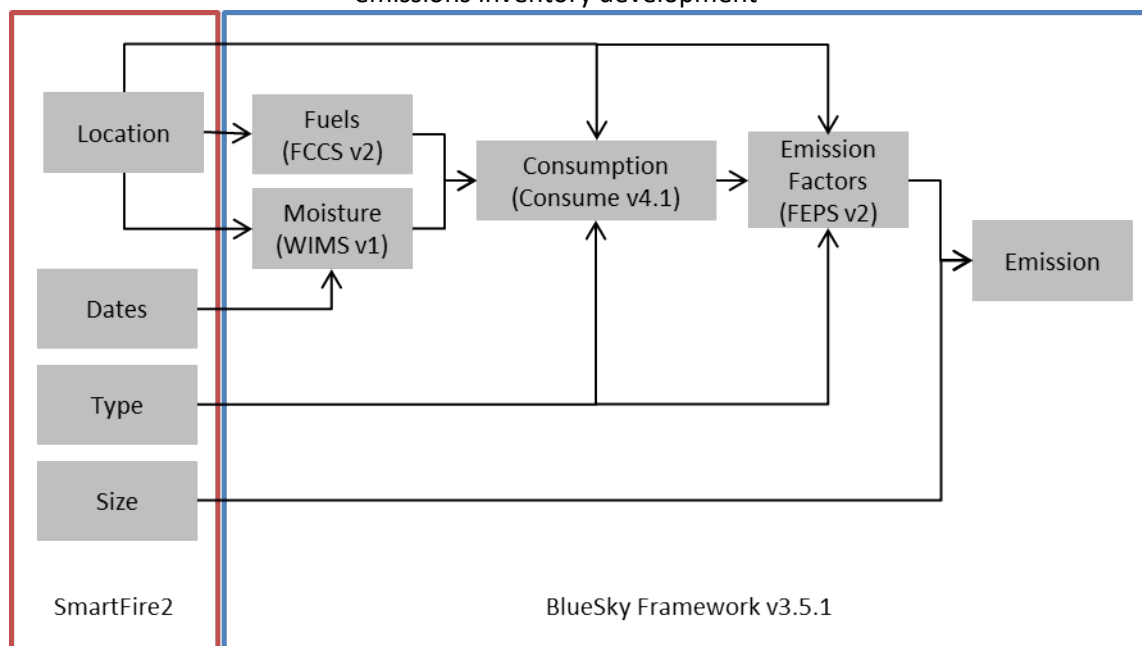 emissions inventory development
Location
Fuels
(FCCS v2)
Moisture
(WIMS v1)
Consumption
(Consume v4.1)
Emission
Factors
(FEPS v2)
Emission
Dates
Type
Size
SmartFire2
BlueSky Framework v3.5.1